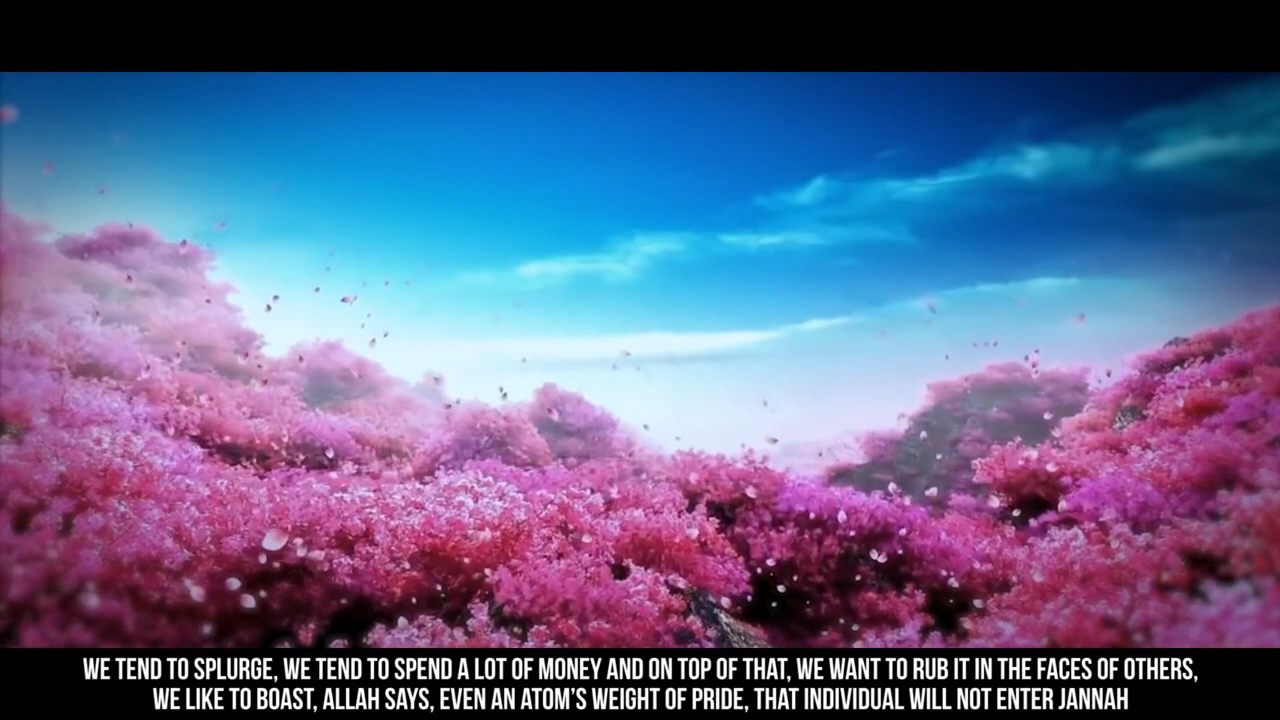 WE TEND TO SPLURGE, WE TEND TO SPEND A LOT OF MONEY AND ON TOP OF THAT, WE WANT TO RUB IT IN THE FACES OF OTHERS,
WE LIKE TO BOAST, ALLAH SAYS, EVEN AN ATOM’S WEIGHT OF PRIDE, THAT INDIVIDUAL WILL NOT ENTER JANNAH